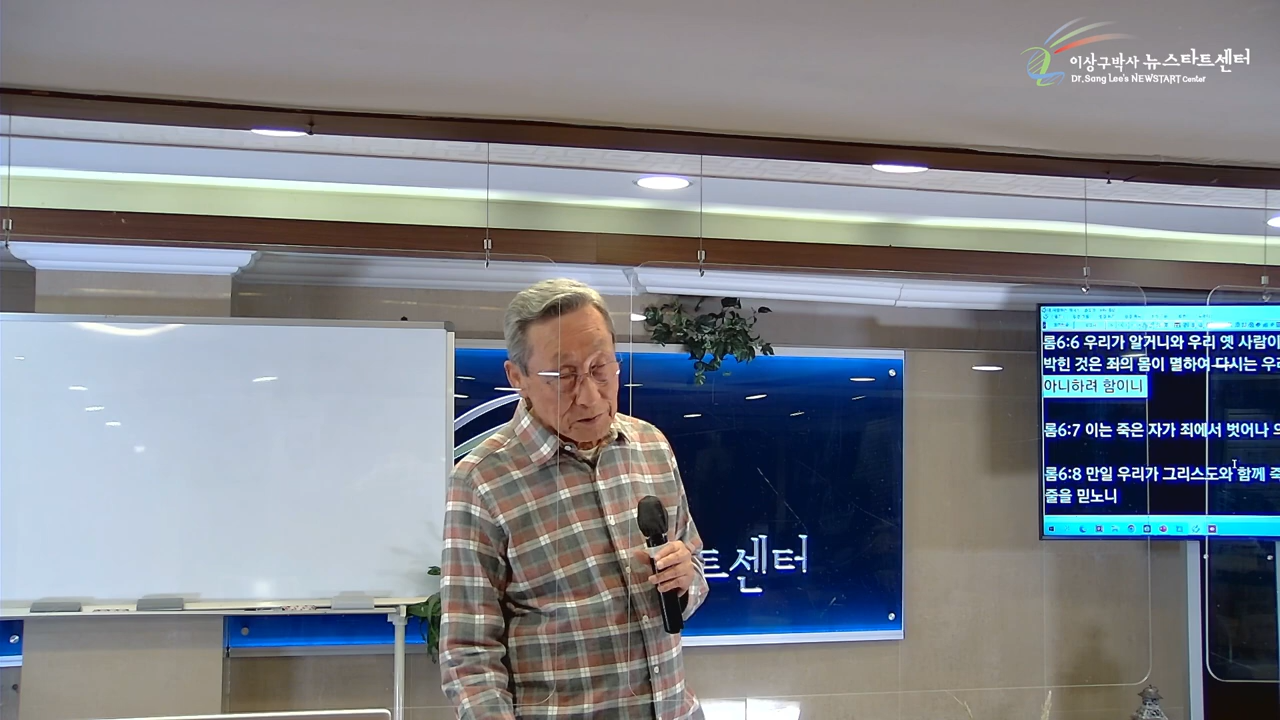 이상구박사 뉴스타트센터
Dr.Sang Lee's NEWSTART Center
롬6:6 우리가 알거니와 우리 옛 사람이
박힌 것은 죄의 몸이 멸하여 다시는 우리
아니하려 함이니
롬6:7 이는 죽은 자가 죄에서 벗어나
롬6:8 만일 우리가 그리스도와 함께
줄을 믿노니
트센터